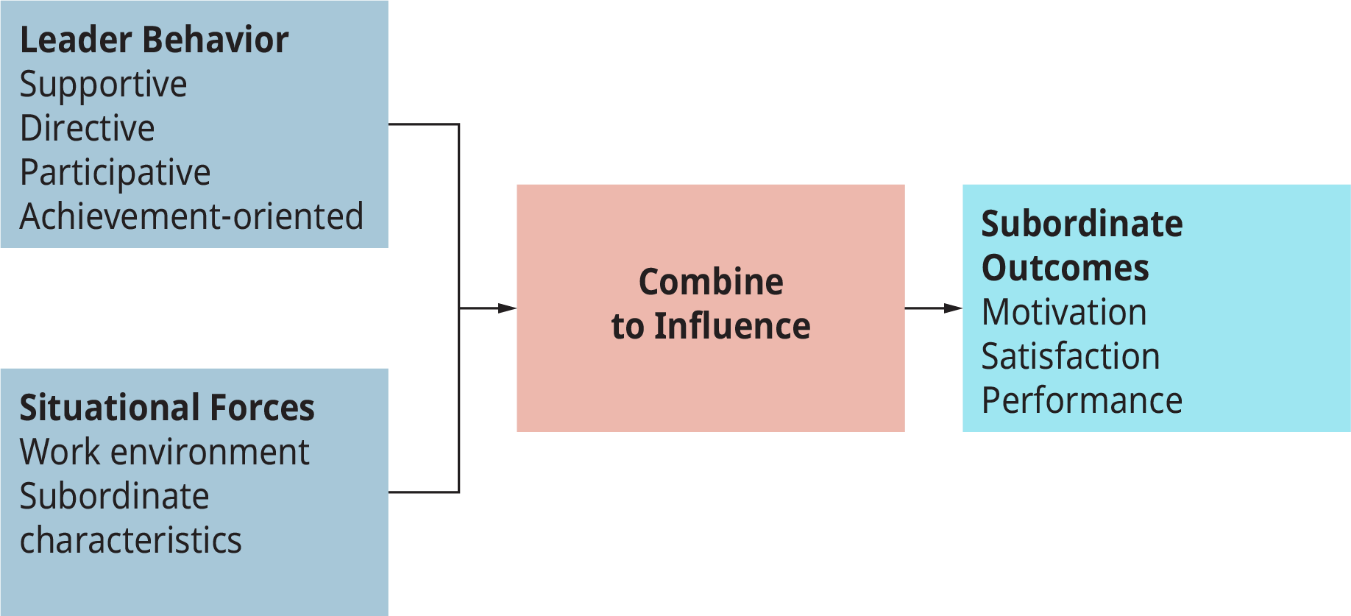 Leader Behavior
Supportive
Directive
Participative
Achievement-oriented
Situational Forces
Work environment
Subordinate
characteristics
Combine
to Influence
Subordinate
Outcomes
Motivation
Satisfaction
Performance